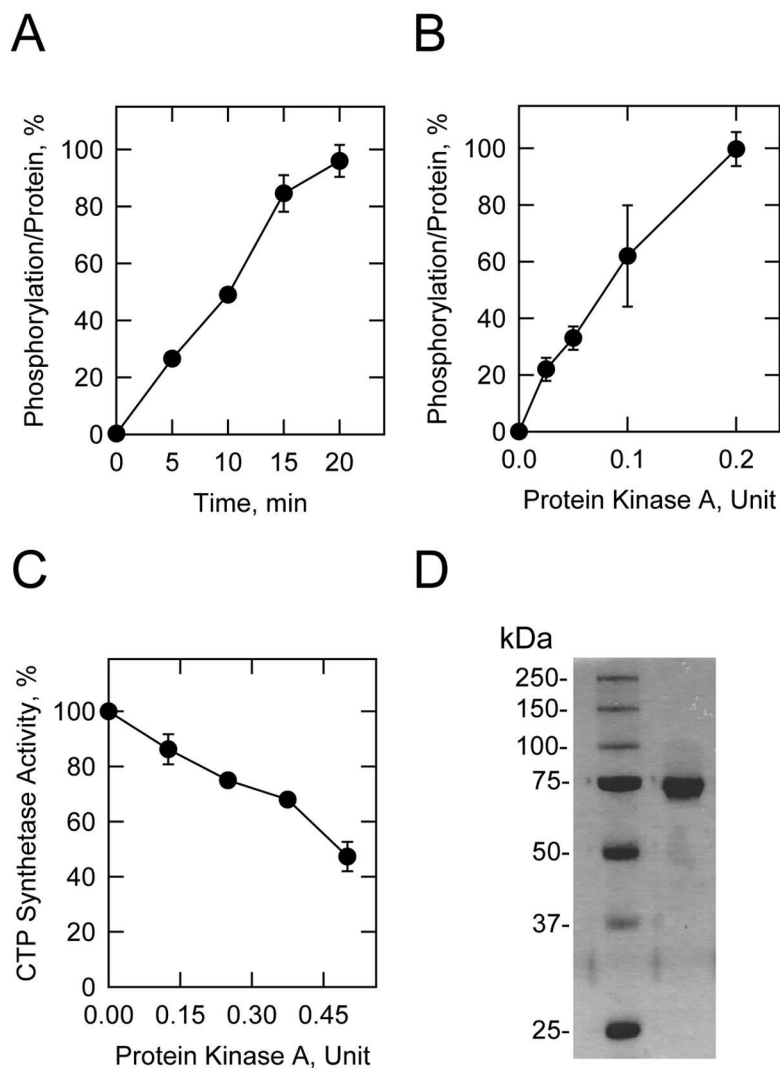 A
Phosphorylation/Protein, %
100
80
60
40
20
0
0 5 10 15 20
Time, min
B
Phosphorylation/Protein, %
100
80
60
40
20
0
0.0 0.1 0.2
Protein Kinase A, Unit
C
CTP Synthetase Activity, %
100
80
60
40
20
0
0.00 0.15 0.30 0.45
Protein Kinase A, Unit
D
kDa
250-
150-
100-
75-
50-
37-
25-